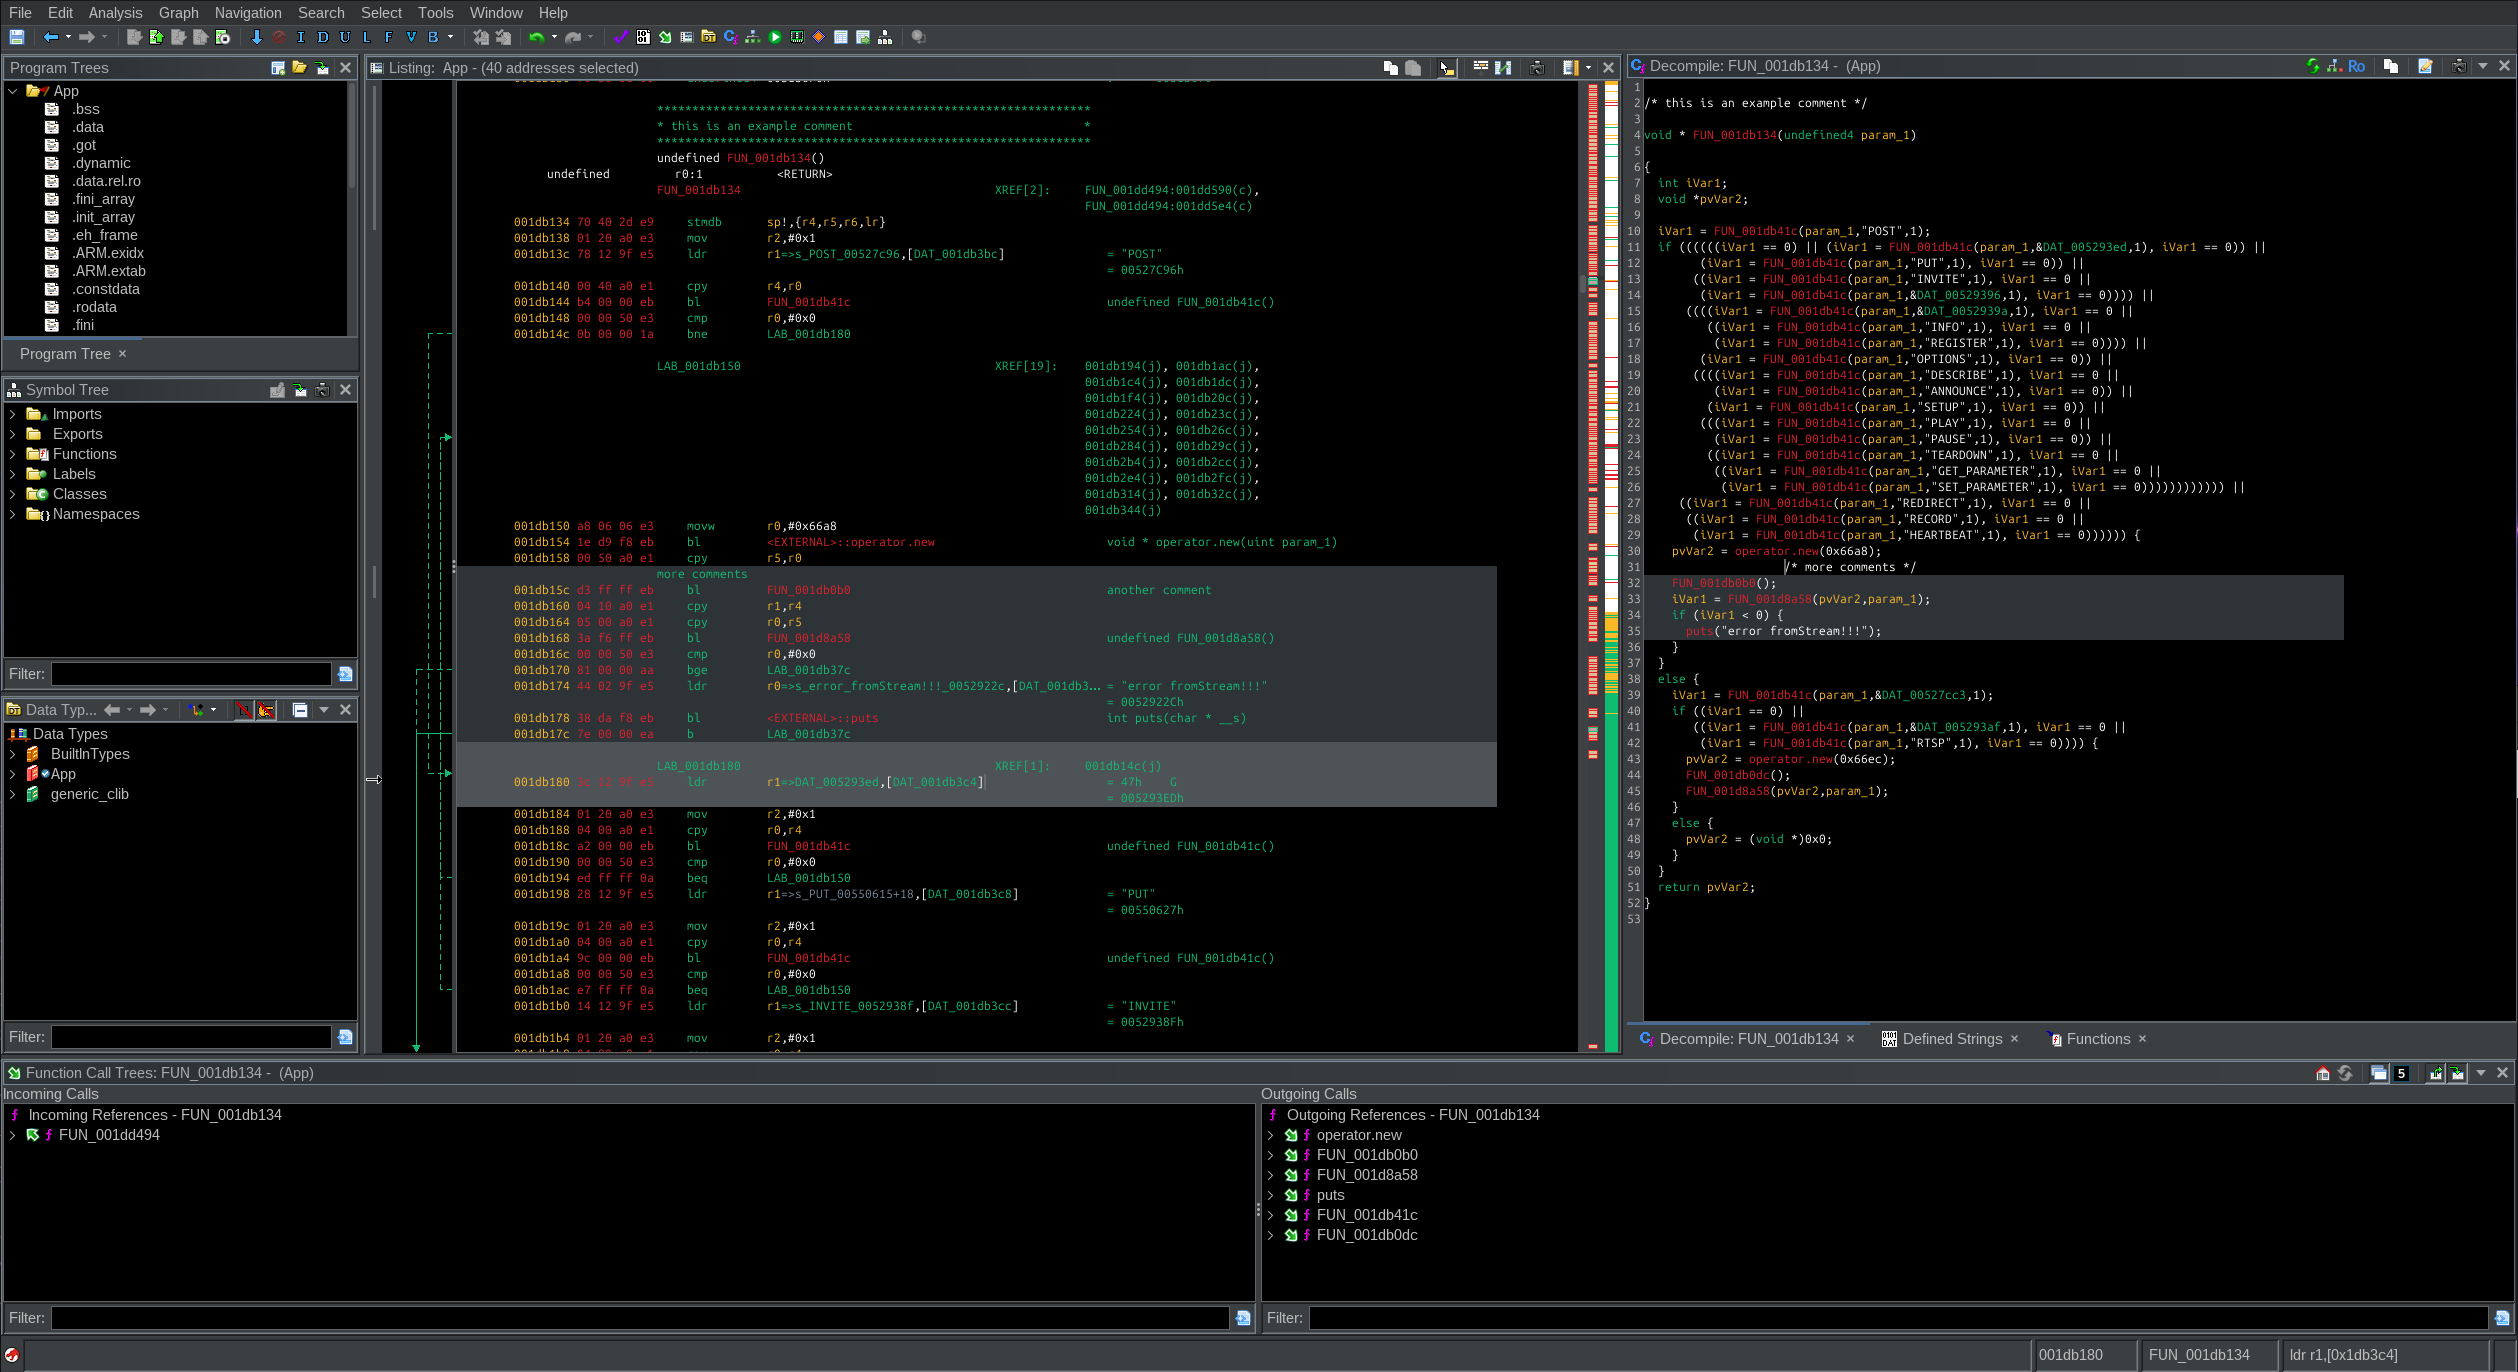 File Edit Analysis Graph Navigation Search Select Tools Window Help
I D U L F V B
Program Trees
App
.bss
.data
.got
.dynamic
.data.rel.ro
.fini_array
.init_array
.eh_frame
.ARM.exidx
.ARM.extab
.constdata
.rodata
.fini
Program Tree ×
Symbol Tree
Imports
Exports
Functions
Labels
Classes
Namespaces
Filter:
Data Typ...
Data Types
BuiltInTypes
App
generic_clib
Filter:
Listing: App - (40 addresses selected)
**************************************************************
* this is an example comment *
**************************************************************
undefined FUN_001db134()
undefined r0:1 <RETURN>
FUN_001db134 XREF[2]: FUN_001dd494:001dd590(c),
FUN_001dd494:001dd5e4(c)
001db134 70 40 2d e9 stmdb sp!,{r4,r5,r6,lr}
001db138 01 20 a0 e3 mov r2,#0x1
001db13c 78 12 9f e5 ldr r1=>s_POST_00527c96,[DAT_001db3bc] = "POST"
= 00527C96h
001db140 00 40 a0 e1 cpy r4,r0
001db144 b4 00 00 eb bl FUN_001db41c undefined FUN_001db41c()
001db148 00 00 50 e3 cmp r0,#0x0
001db14c 0b 00 00 1a bne LAB_001db180
LAB_001db150 XREF[19]: 001db194(j), 001db1ac(j),
001db1c4(j), 001db1dc(j),
001db1f4(j), 001db20c(j),
001db224(j), 001db23c(j),
001db254(j), 001db26c(j),
001db284(j), 001db29c(j),
001db2b4(j), 001db2cc(j),
001db2e4(j), 001db2fc(j),
001db314(j), 001db32c(j),
001db344(j)
001db150 a8 06 06 e3 movw r0,#0x66a8
001db154 1e d9 f8 eb bl <EXTERNAL>::operator.new void * operator.new(uint param_1)
001db158 00 50 a0 e1 cpy r5,r0
more comments
001db15c d3 ff ff eb bl FUN_001db0b0 another comment
001db160 04 10 a0 e1 cpy r1,r4
001db164 05 00 a0 e1 cpy r0,r5
001db168 3a f6 ff eb bl FUN_001d8a58 undefined FUN_001d8a58()
001db16c 00 00 50 e3 cmp r0,#0x0
001db170 81 00 00 aa bge LAB_001db37c
001db174 44 02 9f e5 ldr r0=>s_error_fromStream!!!_0052922c,[DAT_001db3... = "error fromStream!!!"
= 0052922Ch
001db178 38 da f8 eb bl <EXTERNAL>::puts int puts(char * __s)
001db17c 7e 00 00 ea b LAB_001db37c
LAB_001db180 XREF[1]: 001db14c(j)
001db180 3c 12 9f e5 ldr r1=>DAT_005293ed,[DAT_001db3c4] = 47h G
= 005293EDh
001db184 01 20 a0 e3 mov r2,#0x1
001db188 04 00 a0 e1 cpy r0,r4
001db18c a2 00 00 eb bl FUN_001db41c undefined FUN_001db41c()
001db190 00 00 50 e3 cmp r0,#0x0
001db194 ed ff ff 0a beq LAB_001db150
001db198 28 12 9f e5 ldr r1=>s_PUT_00550615+18,[DAT_001db3c8] = "PUT"
= 00550627h
001db19c 01 20 a0 e3 mov r2,#0x1
001db1a0 04 00 a0 e1 cpy r0,r4
001db1a4 9c 00 00 eb bl FUN_001db41c undefined FUN_001db41c()
001db1a8 00 00 50 e3 cmp r0,#0x0
001db1ac e7 ff ff 0a beq LAB_001db150
001db1b0 14 12 9f e5 ldr r1=>s_INVITE_0052938f,[DAT_001db3cc] = "INVITE"
= 0052938Fh
001db1b4 01 20 a0 e3 mov r2,#0x1
Decompile: FUN_001db134 - (App)
Ro
1
2 /* this is an example comment */
3
4 void * FUN_001db134(undefined4 param_1)
5
6 {
7 int iVar1;
8 void *pvVar2;
9
10 iVar1 = FUN_001db41c(param_1,"POST",1);
11 if ((((((iVar1 == 0) || (iVar1 = FUN_001db41c(param_1,&DAT_005293ed,1), iVar1 == 0)) ||
12 (iVar1 = FUN_001db41c(param_1,"PUT",1), iVar1 == 0)) ||
13 ((iVar1 = FUN_001db41c(param_1,"INVITE",1), iVar1 == 0 ||
14 (iVar1 = FUN_001db41c(param_1,&DAT_00529396,1), iVar1 == 0)))) ||
15 ((((iVar1 = FUN_001db41c(param_1,&DAT_0052939a,1), iVar1 == 0 ||
16 ((iVar1 = FUN_001db41c(param_1,"INFO",1), iVar1 == 0 ||
17 (iVar1 = FUN_001db41c(param_1,"REGISTER",1), iVar1 == 0)))) ||
18 (iVar1 = FUN_001db41c(param_1,"OPTIONS",1), iVar1 == 0)) ||
19 ((((iVar1 = FUN_001db41c(param_1,"DESCRIBE",1), iVar1 == 0 ||
20 (iVar1 = FUN_001db41c(param_1,"ANNOUNCE",1), iVar1 == 0)) ||
21 (iVar1 = FUN_001db41c(param_1,"SETUP",1), iVar1 == 0)) ||
22 (((iVar1 = FUN_001db41c(param_1,"PLAY",1), iVar1 == 0 ||
23 (iVar1 = FUN_001db41c(param_1,"PAUSE",1), iVar1 == 0)) ||
24 ((iVar1 = FUN_001db41c(param_1,"TEARDOWN",1), iVar1 == 0 ||
25 ((iVar1 = FUN_001db41c(param_1,"GET_PARAMETER",1), iVar1 == 0 ||
26 (iVar1 = FUN_001db41c(param_1,"SET_PARAMETER",1), iVar1 == 0)))))))))))) ||
27 ((iVar1 = FUN_001db41c(param_1,"REDIRECT",1), iVar1 == 0 ||
28 ((iVar1 = FUN_001db41c(param_1,"RECORD",1), iVar1 == 0 ||
29 (iVar1 = FUN_001db41c(param_1,"HEARTBEAT",1), iVar1 == 0)))))) {
30 pvVar2 = operator.new(0x66a8);
31 /* more comments */
32 FUN_001db0b0();
33 iVar1 = FUN_001d8a58(pvVar2,param_1);
34 if (iVar1 < 0) {
35 puts("error fromStream!!!");
36 }
37 }
38 else {
39 iVar1 = FUN_001db41c(param_1,&DAT_00527cc3,1);
40 if ((iVar1 == 0) ||
41 ((iVar1 = FUN_001db41c(param_1,&DAT_005293af,1), iVar1 == 0 ||
42 (iVar1 = FUN_001db41c(param_1,"RTSP",1), iVar1 == 0)))) {
43 pvVar2 = operator.new(0x66ec);
44 FUN_001db0dc();
45 FUN_001d8a58(pvVar2,param_1);
46 }
47 else {
48 pvVar2 = (void *)0x0;
49 }
50 }
51 return pvVar2;
52 }
53
Decompile: FUN_001db134 × Defined Strings × Functions ×
Function Call Trees: FUN_001db134 - (App)
5
Incoming Calls
Incoming References - FUN_001db134
FUN_001dd494
Filter:
Outgoing Calls
Outgoing References - FUN_001db134
operator.new
FUN_001db0b0
FUN_001d8a58
puts
FUN_001db41c
FUN_001db0dc
Filter:
001db180 FUN_001db134 ldr r1,[0x1db3c4]